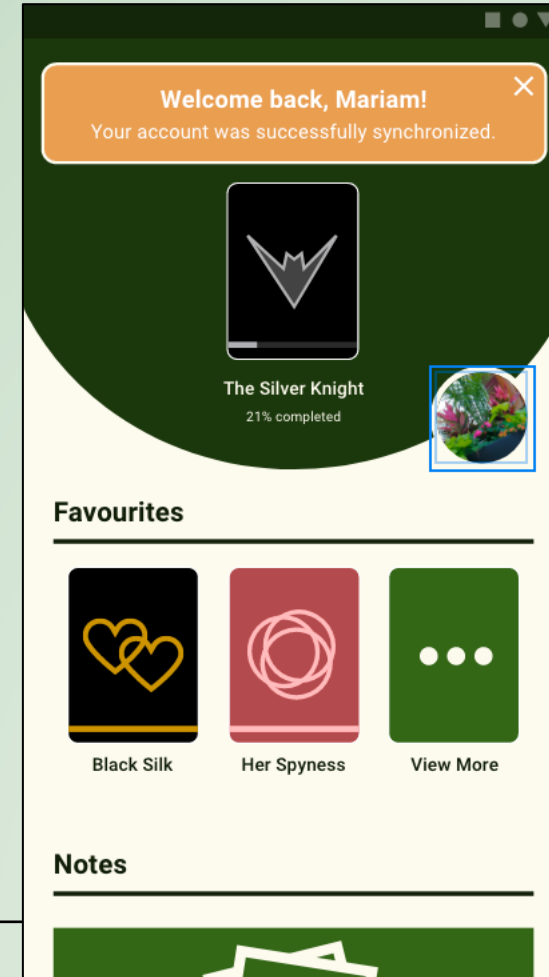 Welcome back, Mariam!
Your account was successfully synchronized.
The Silver Knight
21% completed
Favourites
Black Silk
Her Spyness
View More
Notes